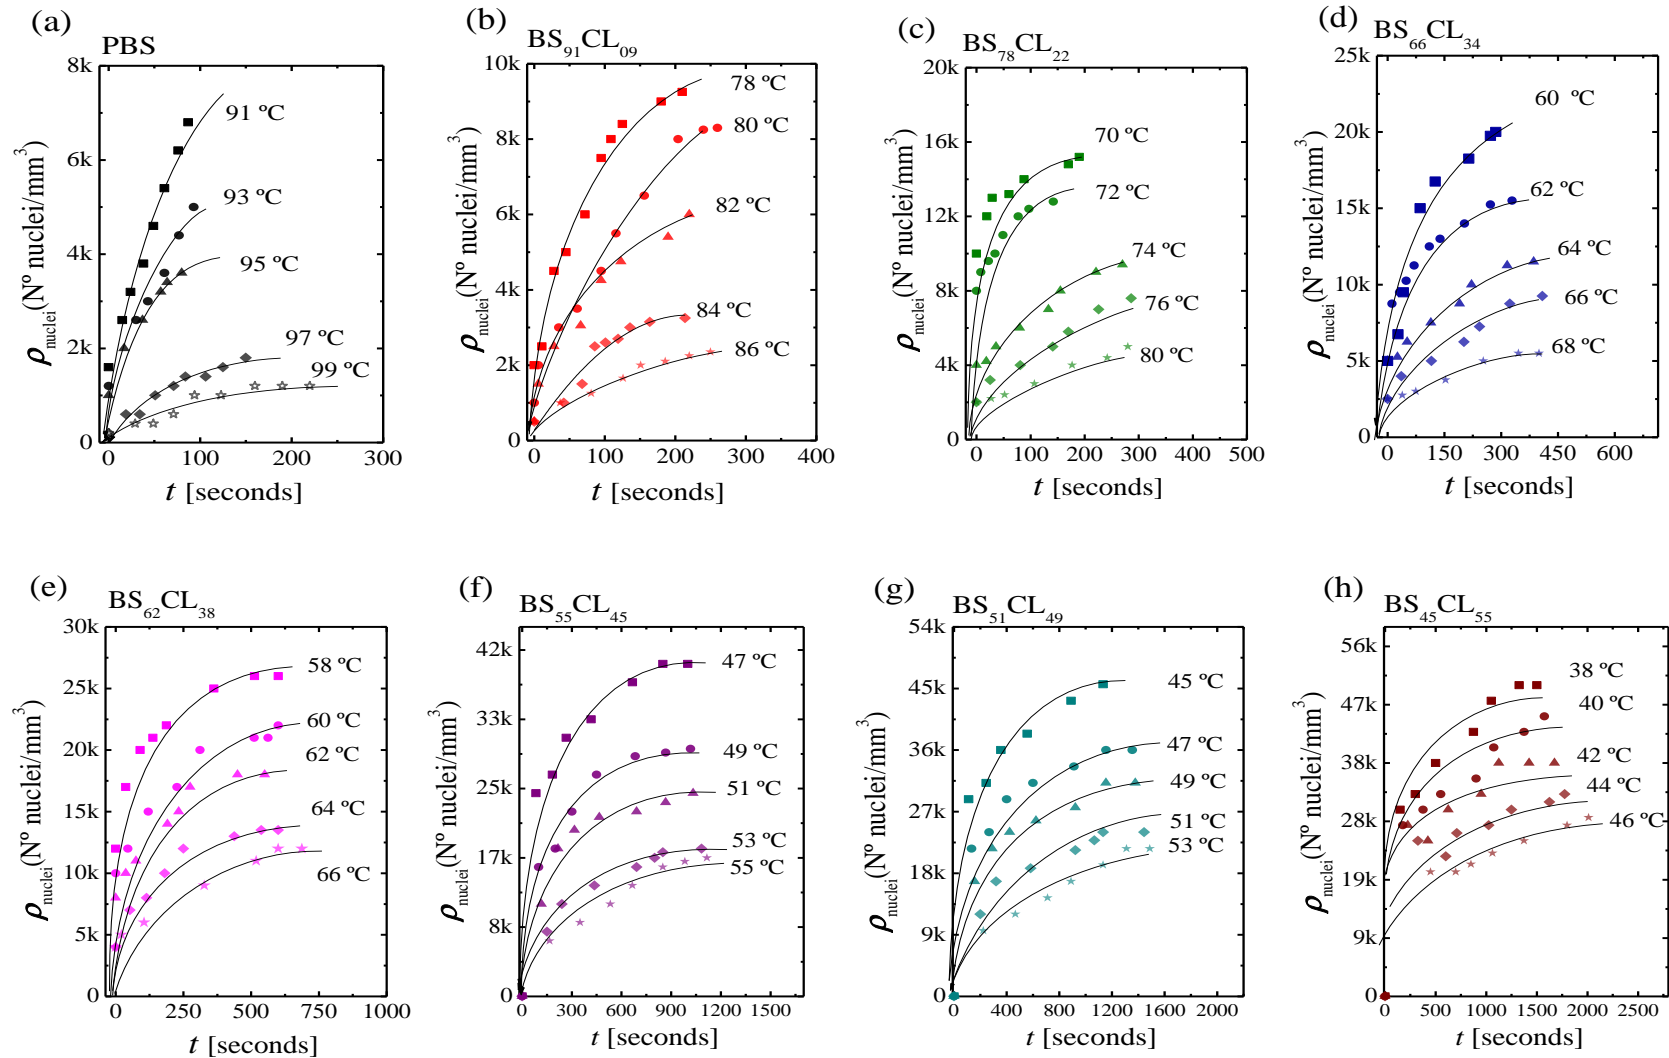 (a)
PBS
ρnuclei(Nº nuclei/mm³)
8k
6k
4k
2k
0
91 ºC
93 ºC
95 ºC
97 ºC
99 ºC
0 100 200 300
t [seconds]
(b)
BS₉₁CL₀₉
ρnuclei(Nº nuclei/mm³)
10k
8k
6k
4k
2k
0
78 ºC
80 ºC
82 ºC
84 ºC
86 ºC
0 100 200 300 400
t [seconds]
(c)
BS₇₈CL₂₂
ρnuclei(Nº nuclei/mm³)
20k
16k
12k
8k
4k
0
70 ºC
72 ºC
74 ºC
76 ºC
80 ºC
0 100 200 300 400 500
t [seconds]
(d)
BS₆₆CL₃₄
ρnuclei(Nº nuclei/mm³)
25k
20k
15k
10k
5k
0
60 ºC
62 ºC
64 ºC
66 ºC
68 ºC
0 150 300 450 600
t [seconds]
(e)
BS₆₂CL₃₈
ρnuclei(Nº nuclei/mm³)
30k
25k
20k
15k
10k
5k
0
58 ºC
60 ºC
62 ºC
64 ºC
66 ºC
0 250 500 750 1000
t [seconds]
(f)
BS₅₅CL₄₅
ρnuclei(Nº nuclei/mm³)
42k
33k
25k
17k
8k
0
47 ºC
49 ºC
51 ºC
53 ºC
55 ºC
0 300 600 900 1200 1500
t [seconds]
(g)
BS₅₁CL₄₉
ρnuclei(Nº nuclei/mm³)
54k
45k
36k
27k
18k
9k
0
45 ºC
47 ºC
49 ºC
51 ºC
53 ºC
0 400 800 1200 1600 2000
t [seconds]
(h)
BS₄₅CL₅₅
ρnuclei(Nº nuclei/mm³)
56k
47k
38k
28k
19k
9k
0
38 ºC
40 ºC
42 ºC
44 ºC
46 ºC
0 500 1000 1500 2000 2500
t [seconds]